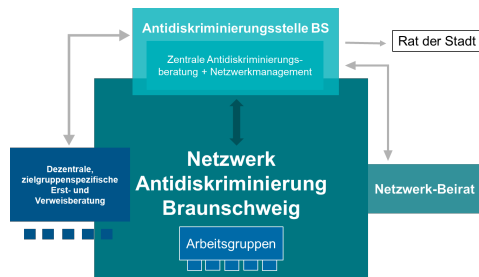 Antidiskriminierungsstelle BS
Zentrale Antidiskriminierungs-
beratung + Netzwerkmanagement
Rat der Stadt
Dezentrale,
zielgruppenspezifische
Erst- und
Verweisberatung
Netzwerk
Antidiskriminierung
Braunschweig
Netzwerk-Beirat
Arbeitsgruppen